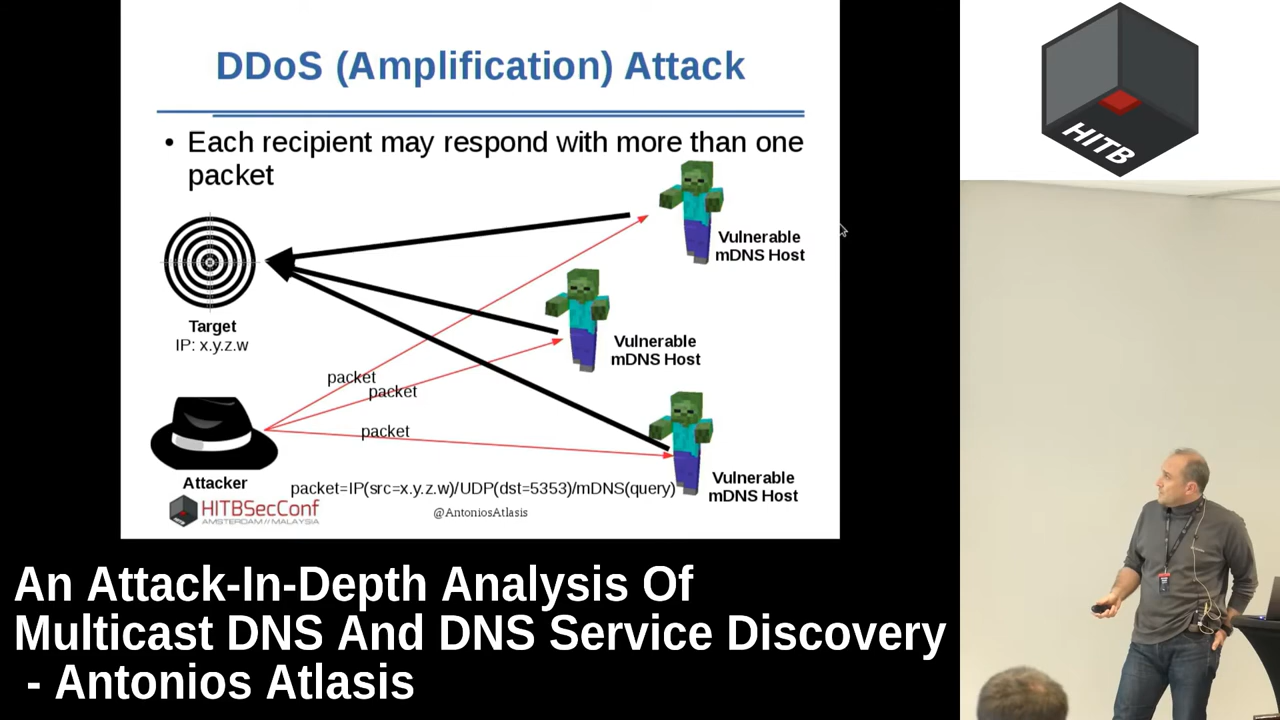 DDoS (Amplification) Attack
• Each recipient may respond with more than one
packet
Vulnerable
mDNS Host
Target
IP: x.y.z.w
Vulnerable
mDNS Host
packet
packet
packet
Attacker
Vulnerable
mDNS Host
packet=IP(src=x.y.z.w)/UDP(dst=5353)/mDNS(query)
HITBSecConf
AMSTERDAM // MALAYSIA
@AntoniosAtlasis
HITB
An Attack-In-Depth Analysis Of
Multicast DNS And DNS Service Discovery
- Antonios Atlasis